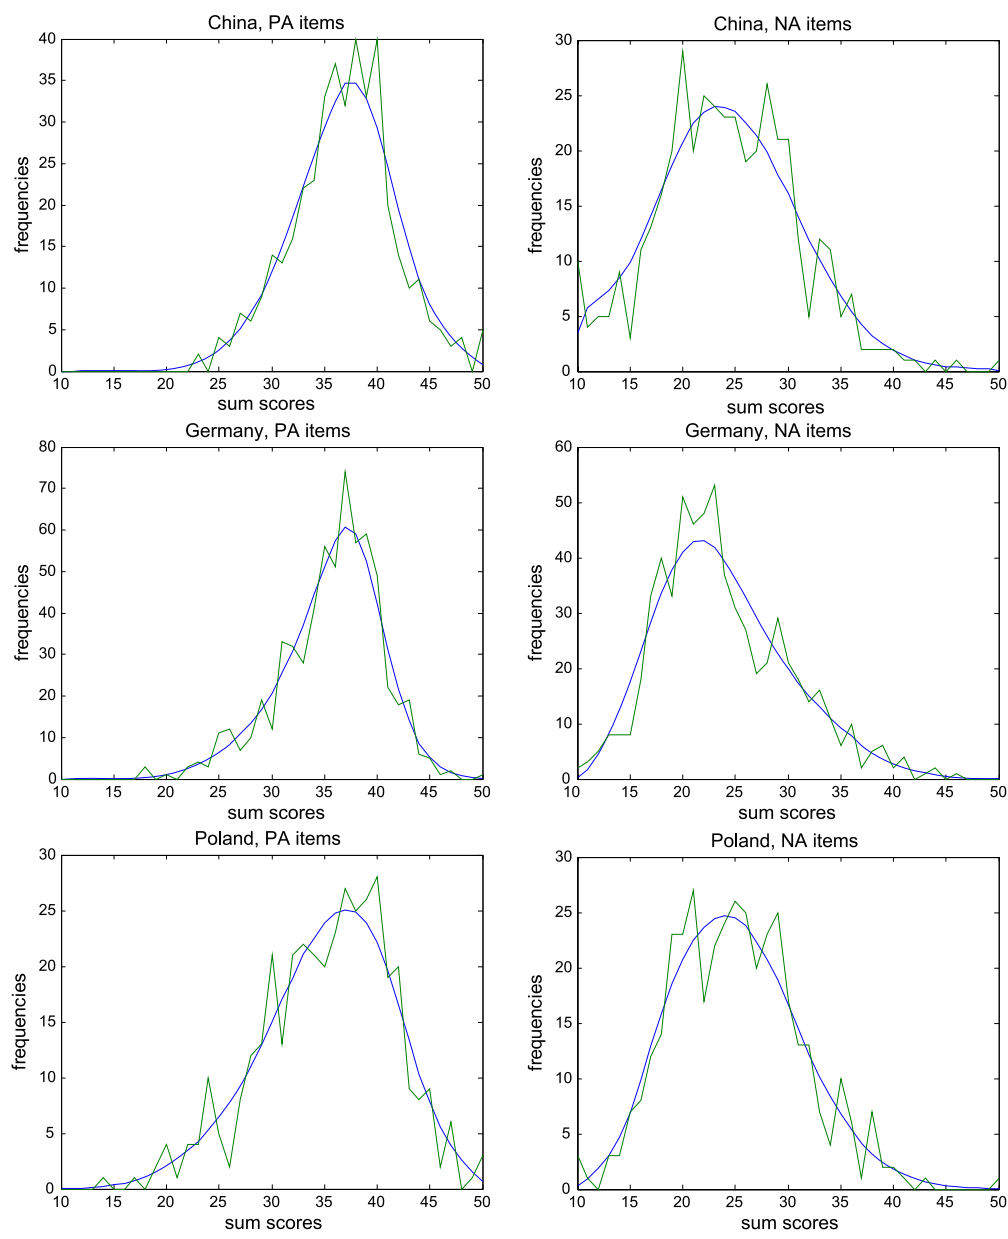 China, PA items
40
35
30
25
20
15
10
5
0
frequencies
10 15 20 25 30 35 40 45 50
sum scores
China, NA items
30
25
20
15
10
5
0
frequencies
10 15 20 25 30 35 40 45 50
sum scores
Germany, PA items
80
70
60
50
40
30
20
10
0
frequencies
10 15 20 25 30 35 40 45 50
sum scores
Germany, NA items
60
50
40
30
20
10
0
frequencies
10 15 20 25 30 35 40 45 50
sum scores
Poland, PA items
30
25
20
15
10
5
0
frequencies
10 15 20 25 30 35 40 45 50
sum scores
Poland, NA items
30
25
20
15
10
5
0
frequencies
10 15 20 25 30 35 40 45 50
sum scores